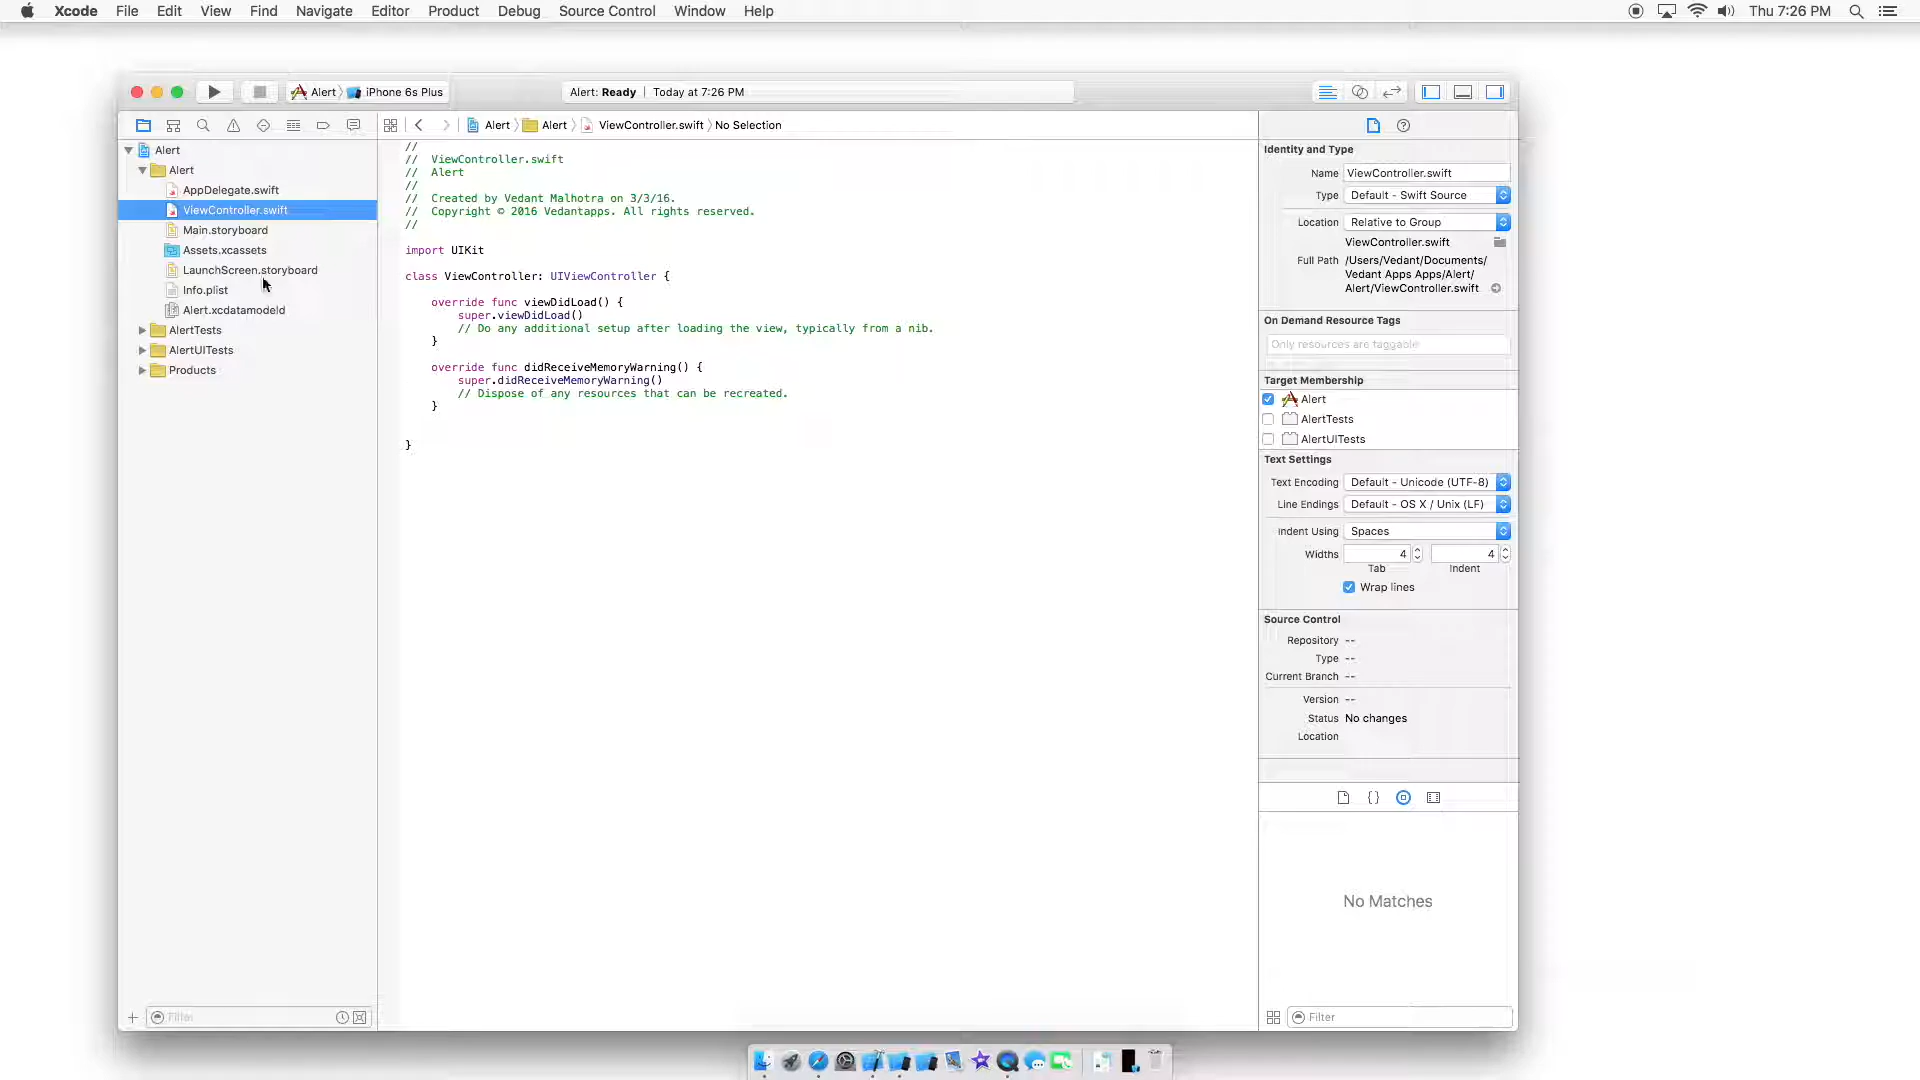 Xcode File Edit View Find Navigate Editor Product Debug Source Control Window Help Thu 7:26 PM
Alert iPhone 6s Plus Alert: Ready Today at 7:26 PM
Alert Alert ViewController.swift No Selection
Alert
Alert
AppDelegate.swift
ViewController.swift
Main.storyboard
Assets.xcassets
LaunchScreen.storyboard
Info.plist
Alert.xcdatamodeld
AlertTests
AlertUITests
Products
Filter
//
// ViewController.swift
// Alert
//
// Created by Vedant Malhotra on 3/3/16.
// Copyright © 2016 Vedantapps. All rights reserved.
//
import UIKit
class ViewController: UIViewController {
override func viewDidLoad() {
super.viewDidLoad()
// Do any additional setup after loading the view, typically from a nib.
}
override func didReceiveMemoryWarning() {
super.didReceiveMemoryWarning()
// Dispose of any resources that can be recreated.
}
}
Identity and Type
Name ViewController.swift
Type Default - Swift Source
Location Relative to Group
ViewController.swift
Full Path /Users/Vedant/Documents/
Vedant Apps Apps/Alert/
Alert/ViewController.swift
On Demand Resource Tags
Only resources are taggable
Target Membership
Alert
AlertTests
AlertUITests
Text Settings
Text Encoding Default - Unicode (UTF-8)
Line Endings Default - OS X / Unix (LF)
Indent Using Spaces
Widths 4 4
Tab Indent
Wrap lines
Source Control
Repository --
Type --
Current Branch --
Version --
Status No changes
Location
{}
No Matches
Filter